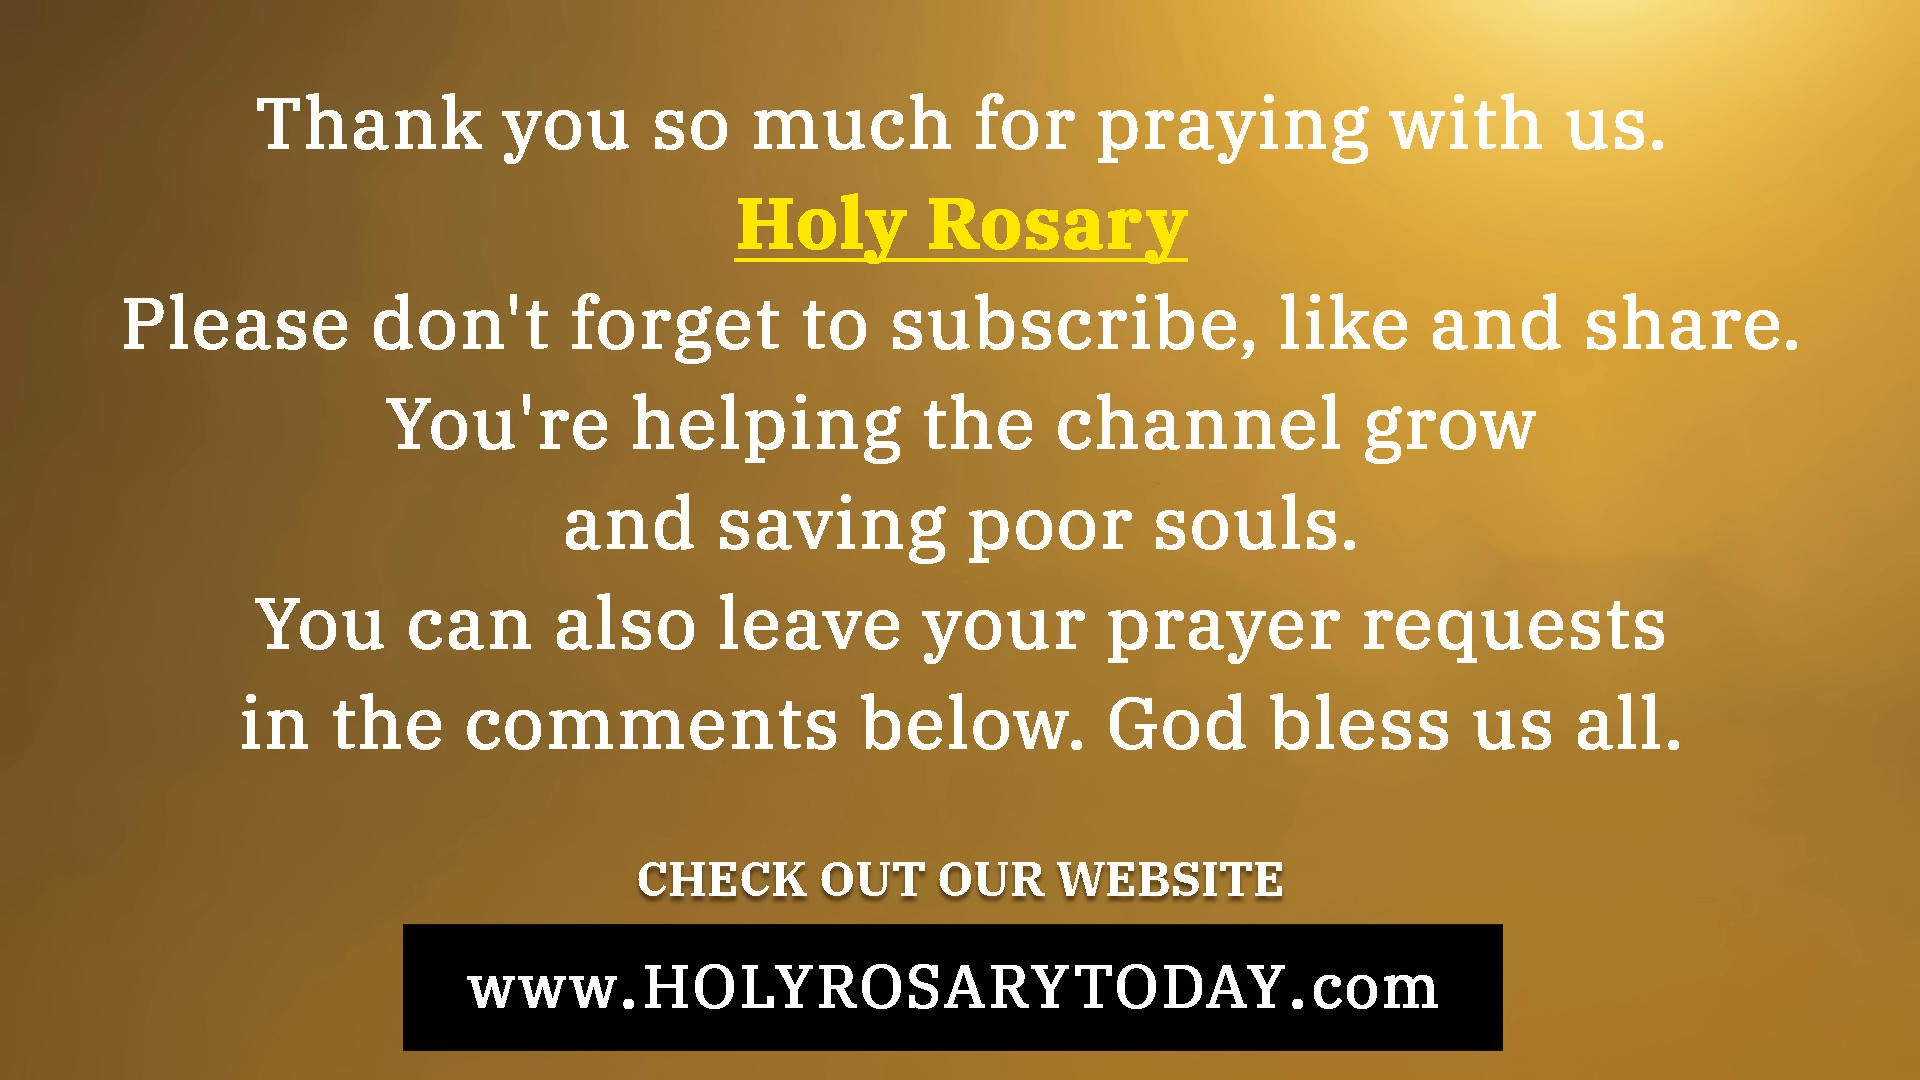 Thank you so much for praying with us.
Holy Rosary
Please don't forget to subscribe, like and share.
You're helping the channel grow
and saving poor souls.
You can also leave your prayer requests
in the comments below. God bless us all.
CHECK OUT OUR WEBSITE
www.HOLYROSARYTODAY.com